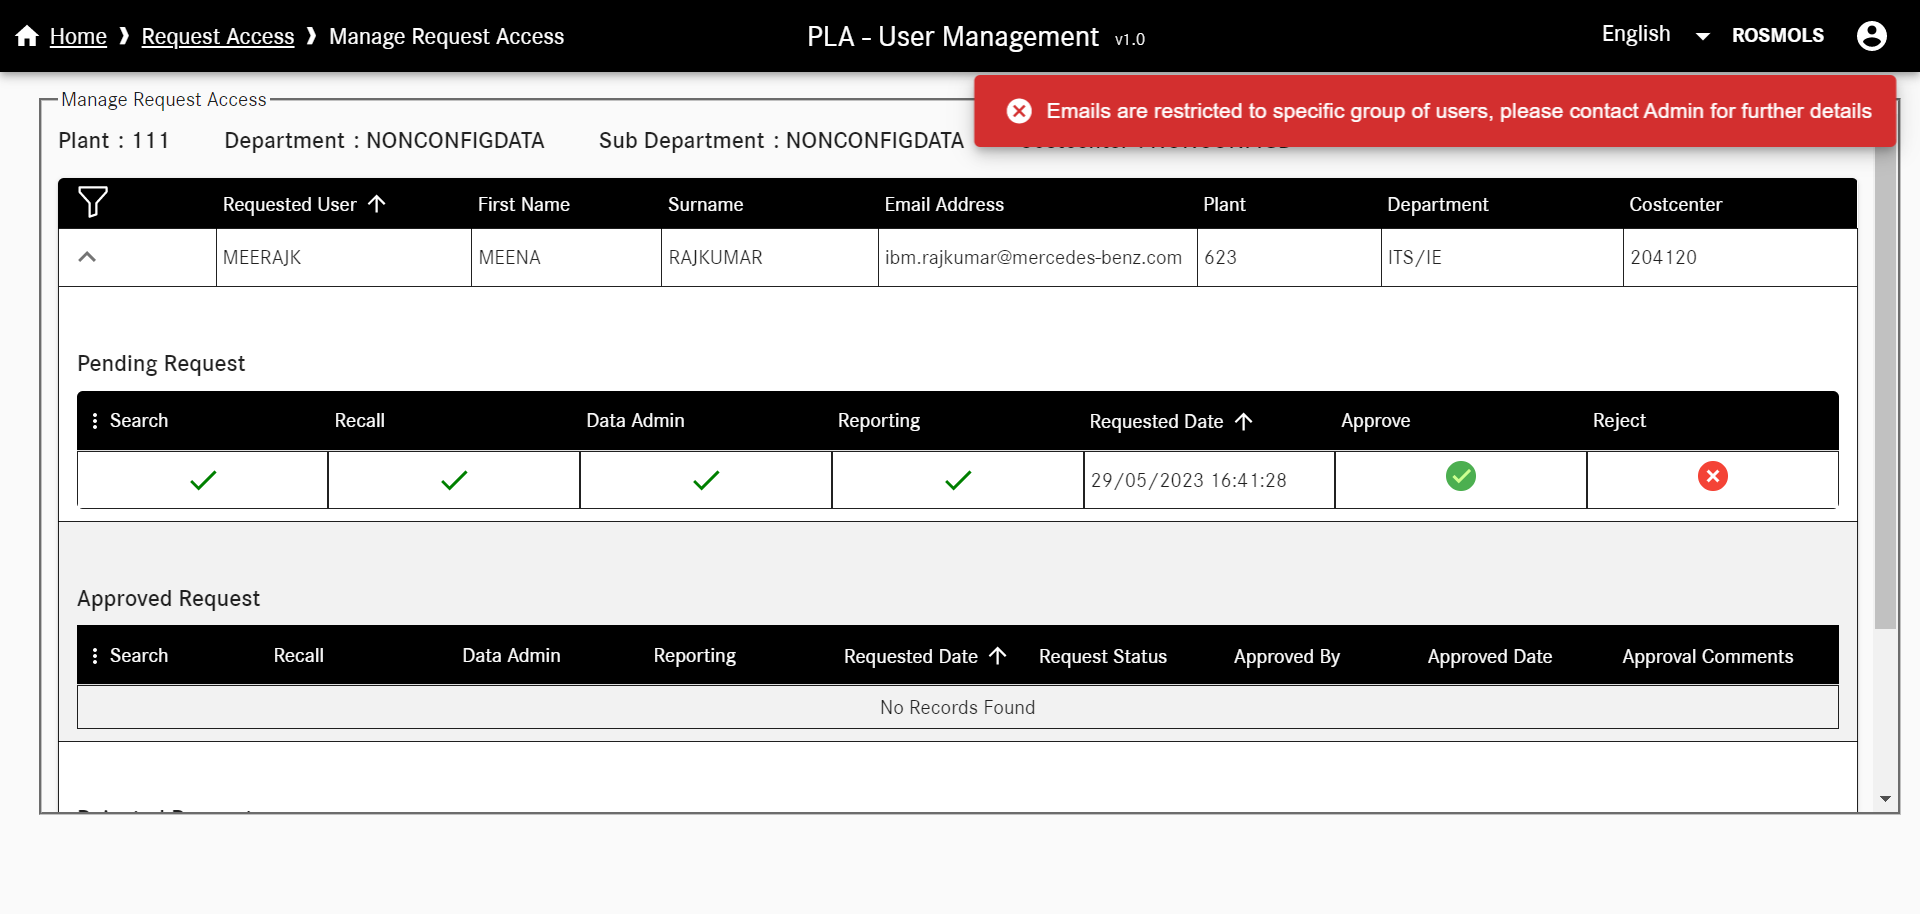 Home ❱ Request Access ❱ Manage Request Access
PLA - User Management v1.0
English
ROSMOLS
Emails are restricted to specific group of users, please contact Admin for further details
Manage Request Access
Plant : 111 Department : NONCONFIGDATA Sub Department : NONCONFIGDATA
Requested User First Name Surname Email Address Plant Department Costcenter
MEERAJK MEENA RAJKUMAR ibm.rajkumar@mercedes-benz.com 623 ITS/IE 204120
Pending Request
Search Recall Data Admin Reporting Requested Date Approve Reject
29/05/2023 16:41:28
Approved Request
Search Recall Data Admin Reporting Requested Date Request Status Approved By Approved Date Approval Comments
No Records Found